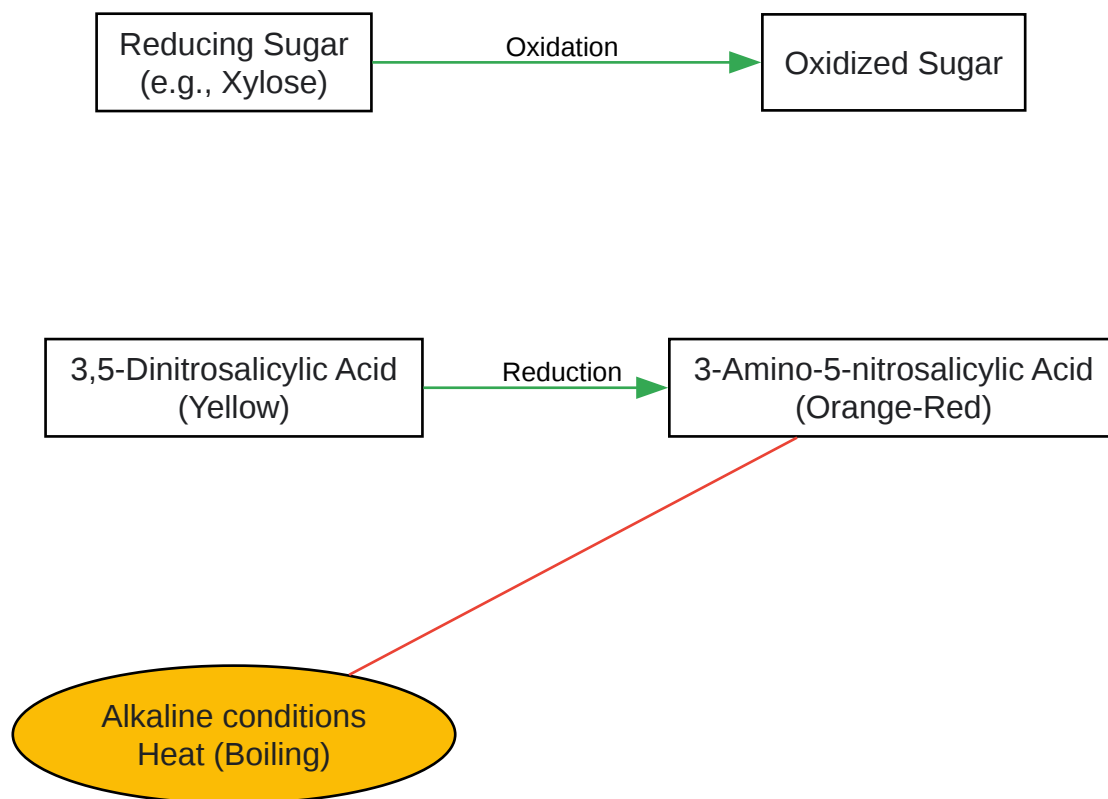 Reducing Sugar
(e.g., Xylose)
Oxidation
Oxidized Sugar
3,5-Dinitrosalicylic Acid
(Yellow)
Reduction
3-Amino-5-nitrosalicylic Acid
(Orange-Red)
Alkaline conditions
Heat (Boiling)